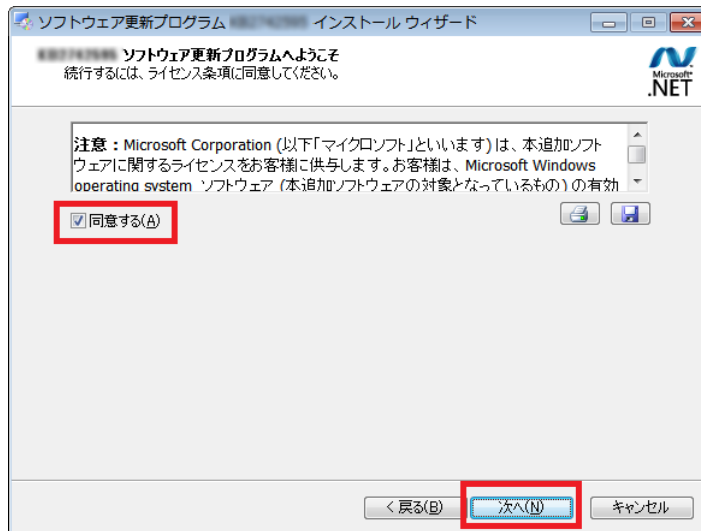 ソフトウェア更新プログラム インストール ウィザード
ソフトウェア更新プログラムへようこそ
続行するには、ライセンス条項に同意してください。
Microsoft
.NET
注意：Microsoft Corporation (以下「マイクロソフト」といいます) は、本追加ソフト
ウェアに関するライセンスをお客様に供与します。お客様は、Microsoft Windows
operating system ソフトウェア (本追加ソフトウェアの対象となっているもの) の有効
同意する(A)
< 戻る(B)
次へ(N)
キャンセル